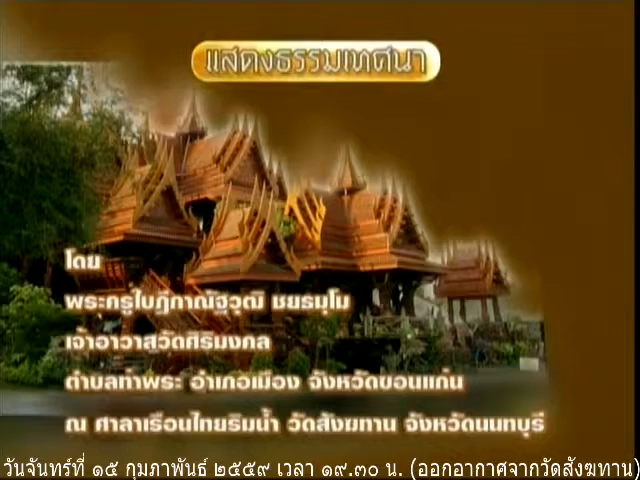 แสดงธรรมเทศนา
โดย
พระครูใบฎีกาณัฐวุฒิ ชยธมฺโม
เจ้าอาวาสวัดศิริมงคล
ตำบลท่าพระ อำเภอเมือง จังหวัดขอนแก่น
ณ ศาลาเรือนไทยริมน้ำ วัดสังฆทาน จังหวัดนนทบุรี
วันจันทร์ที่ ๑๕ กุมภาพันธ์ ๒๕๕๙ เวลา ๑๙.๓๐ น. (ออกอากาศจากวัดสังฆทาน)